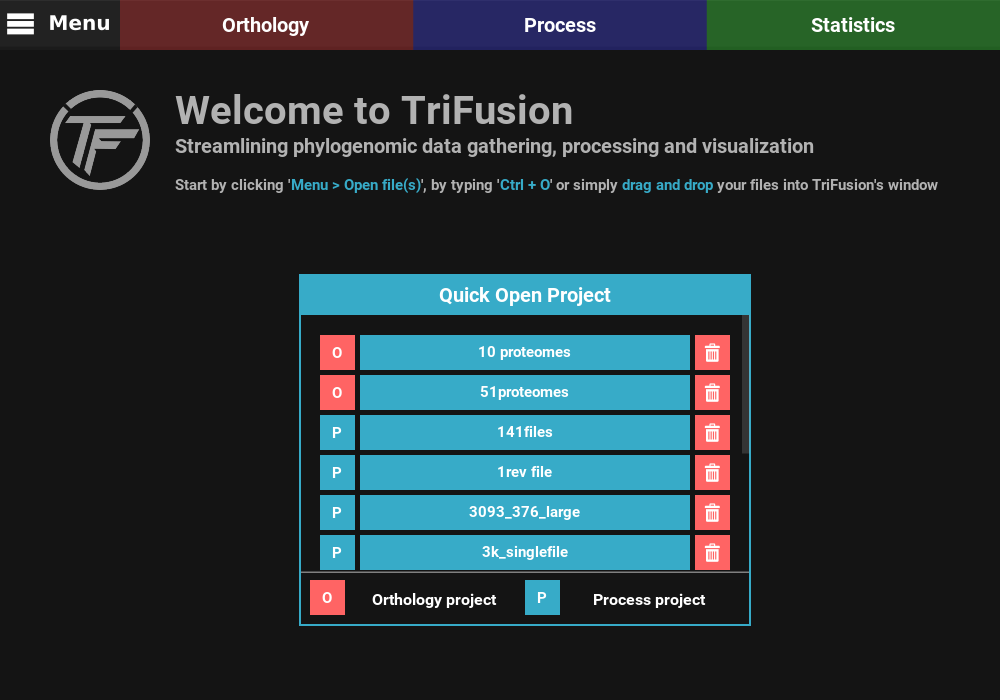 Menu
Orthology
Process
Statistics
TF
Welcome to TriFusion
Streamlining phylogenomic data gathering, processing and visualization
Start by clicking 'Menu > Open file(s)', by typing 'Ctrl + O' or simply drag and drop your files into TriFusion's window
Quick Open Project
O 10 proteomes
O 51proteomes
P 141files
P 1rev file
P 3093_376_large
P 3k_singlefile
O Orthology project P Process project